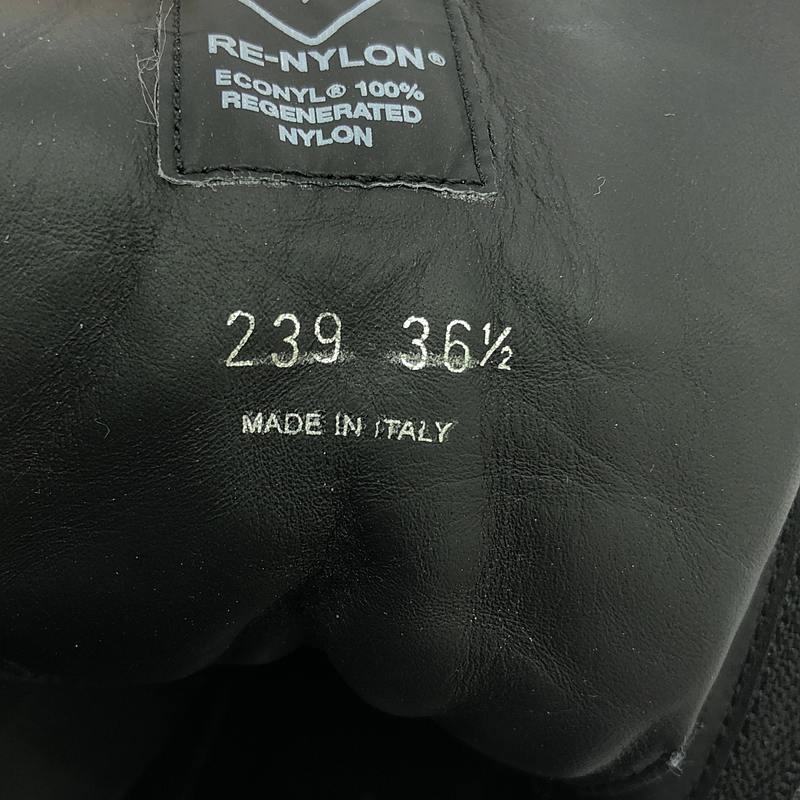 RE-NYLON®
ECONYL® 100%
REGENERATED
NYLON
239 36½
MADE IN ITALY